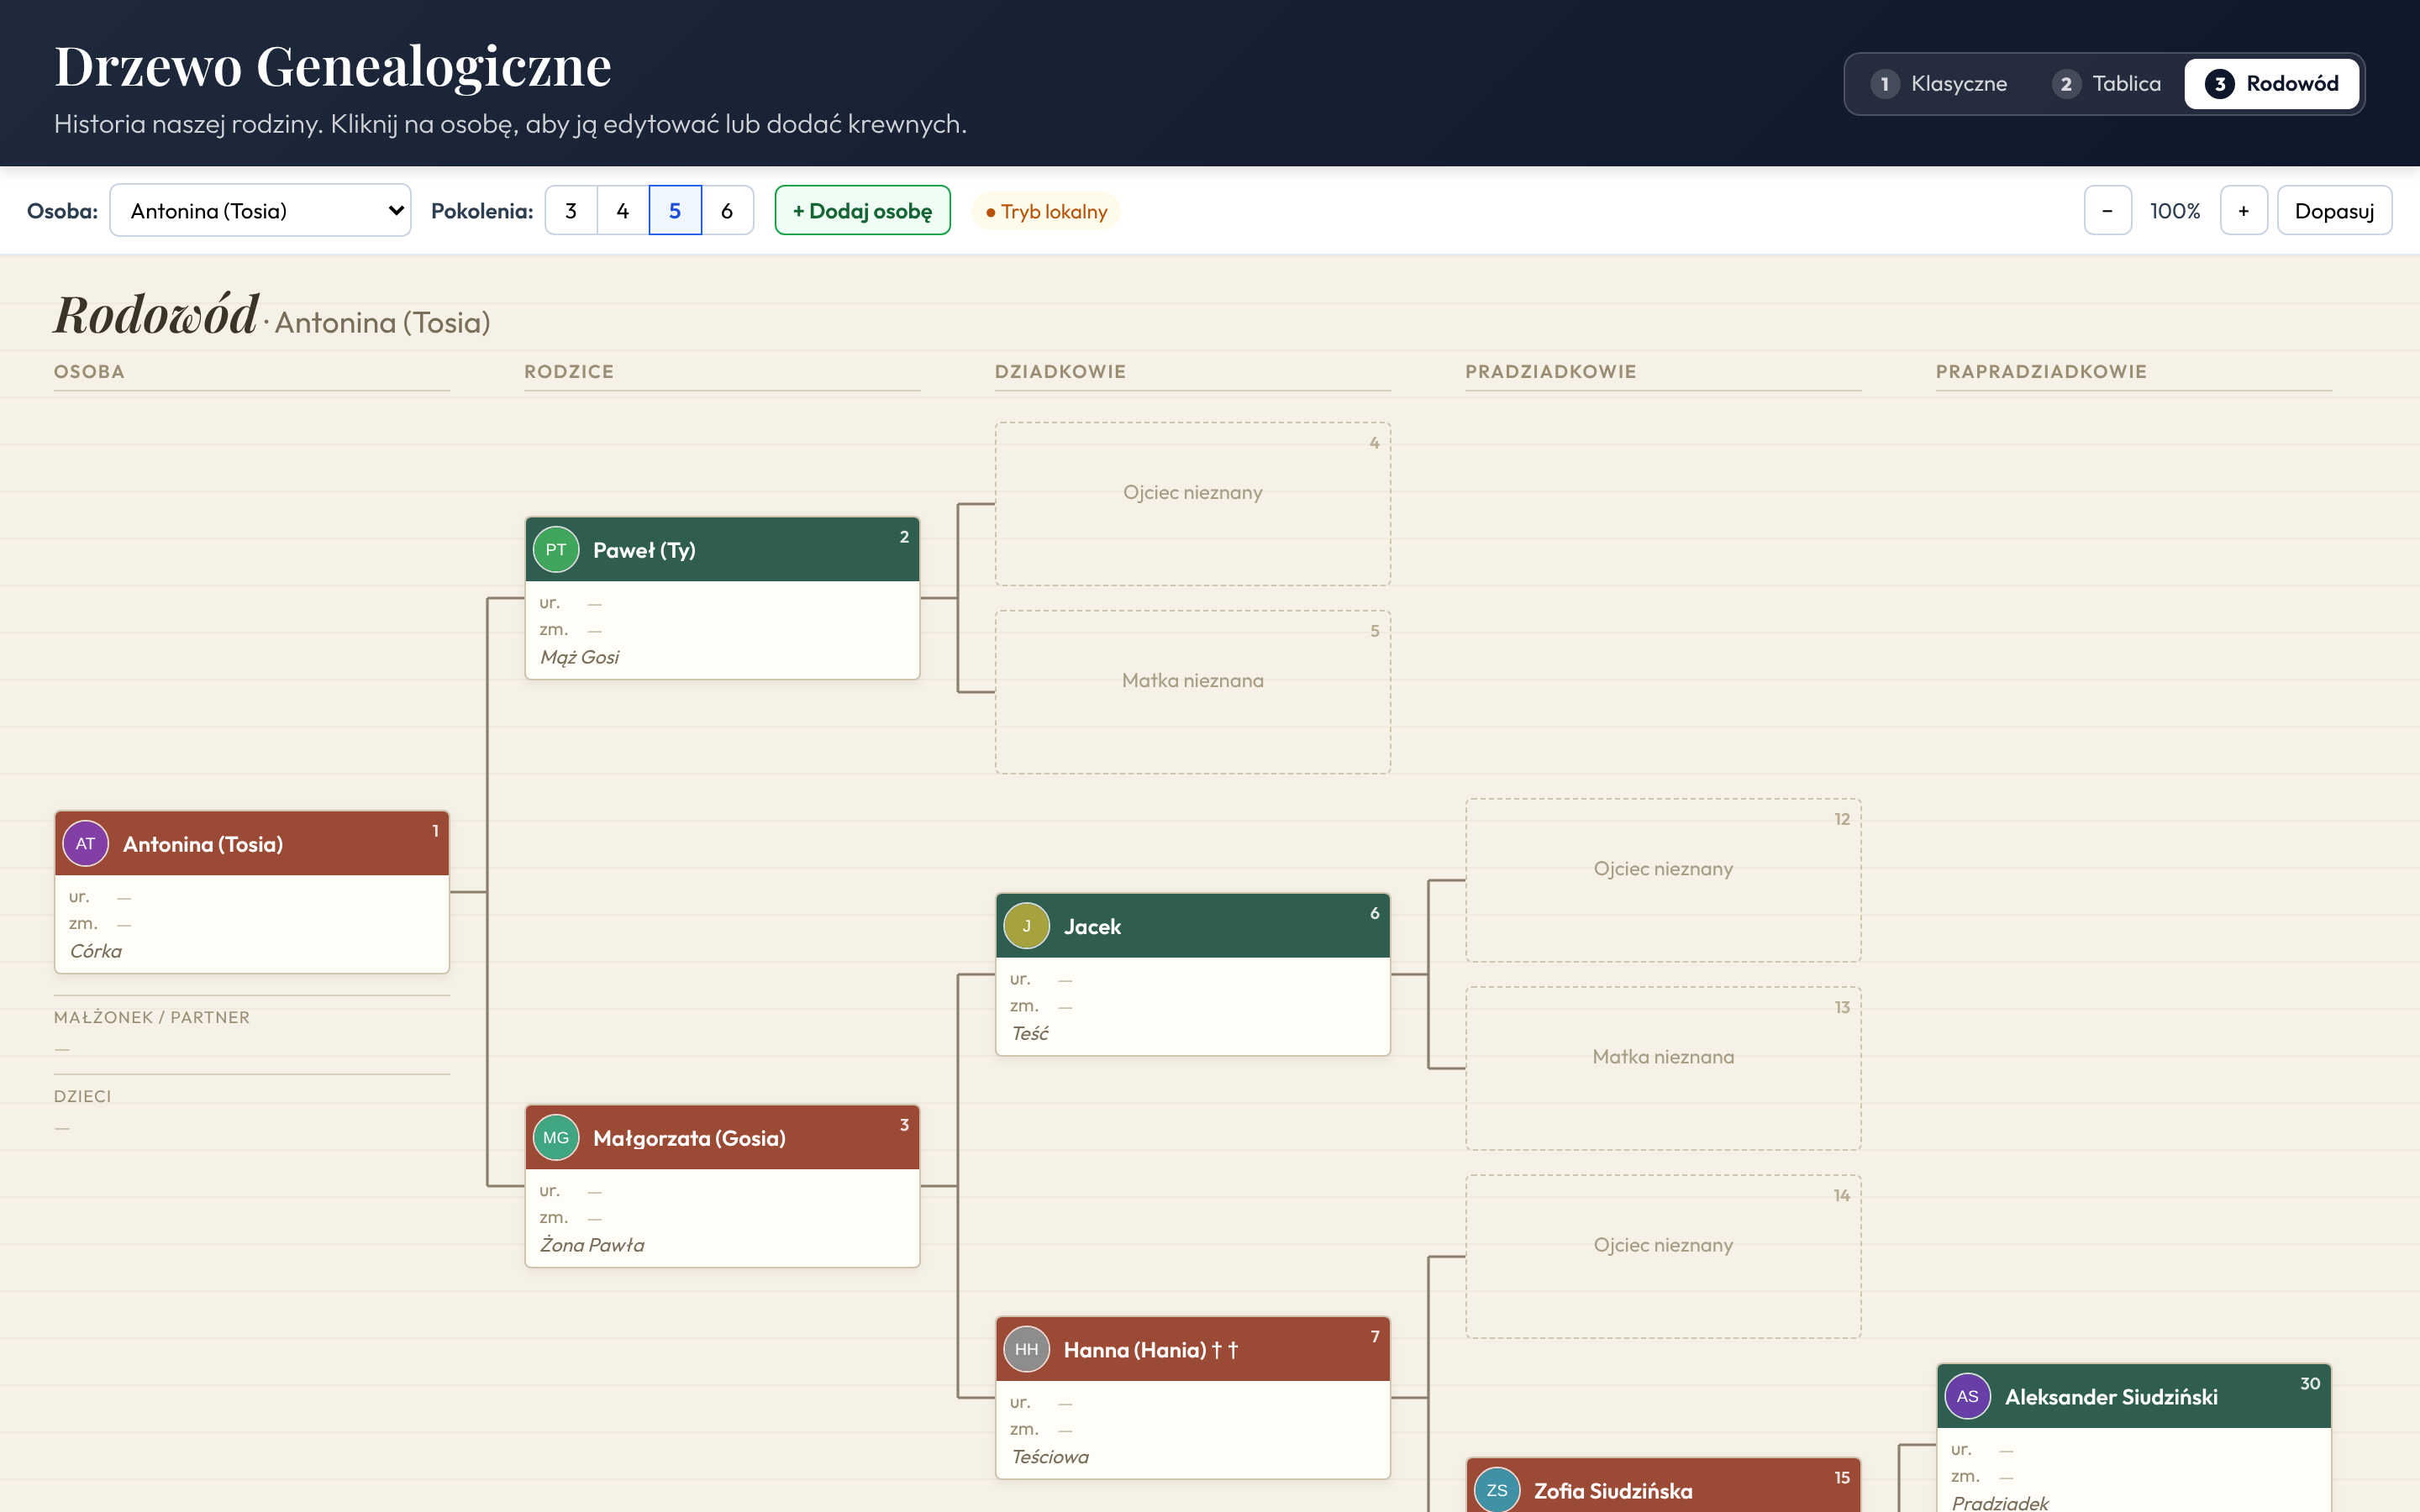 Drzewo Genealogiczne
Historia naszej rodziny. Kliknij na osobę, aby ją edytować lub dodać krewnych.
1 Klasyczne 2 Tablica 3 Rodowód
Osoba: Antonina (Tosia) Pokolenia: 3 4 5 6 + Dodaj osobę ● Tryb lokalny − 100% + Dopasuj
Rodowód · Antonina (Tosia)
OSOBA RODZICE DZIADKOWIE PRADZIADKOWIE PRAPRADZIADKOWIE
4
Ojciec nieznany
PT Paweł (Ty) 2
ur. —
zm. —
Mąż Gosi
5
Matka nieznana
AT Antonina (Tosia) 1
ur. —
zm. —
Córka
MAŁŻONEK / PARTNER
—
DZIECI
—
12
Ojciec nieznany
J Jacek 6
ur. —
zm. —
Teść
13
Matka nieznana
MG Małgorzata (Gosia) 3
ur. —
zm. —
Żona Pawła
14
Ojciec nieznany
HH Hanna (Hania) † † 7
ur. —
zm. —
Teściowa
ZS Zofia Siudzińska 15
AS Aleksander Siudziński 30
ur. —
zm. —
Pradziadek